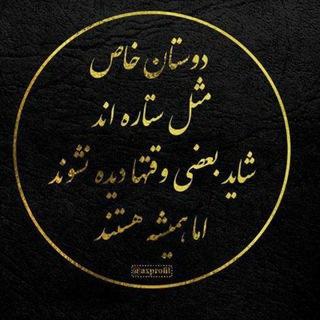 دوستان خاص
مثل ستاره اند
شاید بعضی وقتها دیده نشوند
اما همیشه هستند
@axprofil